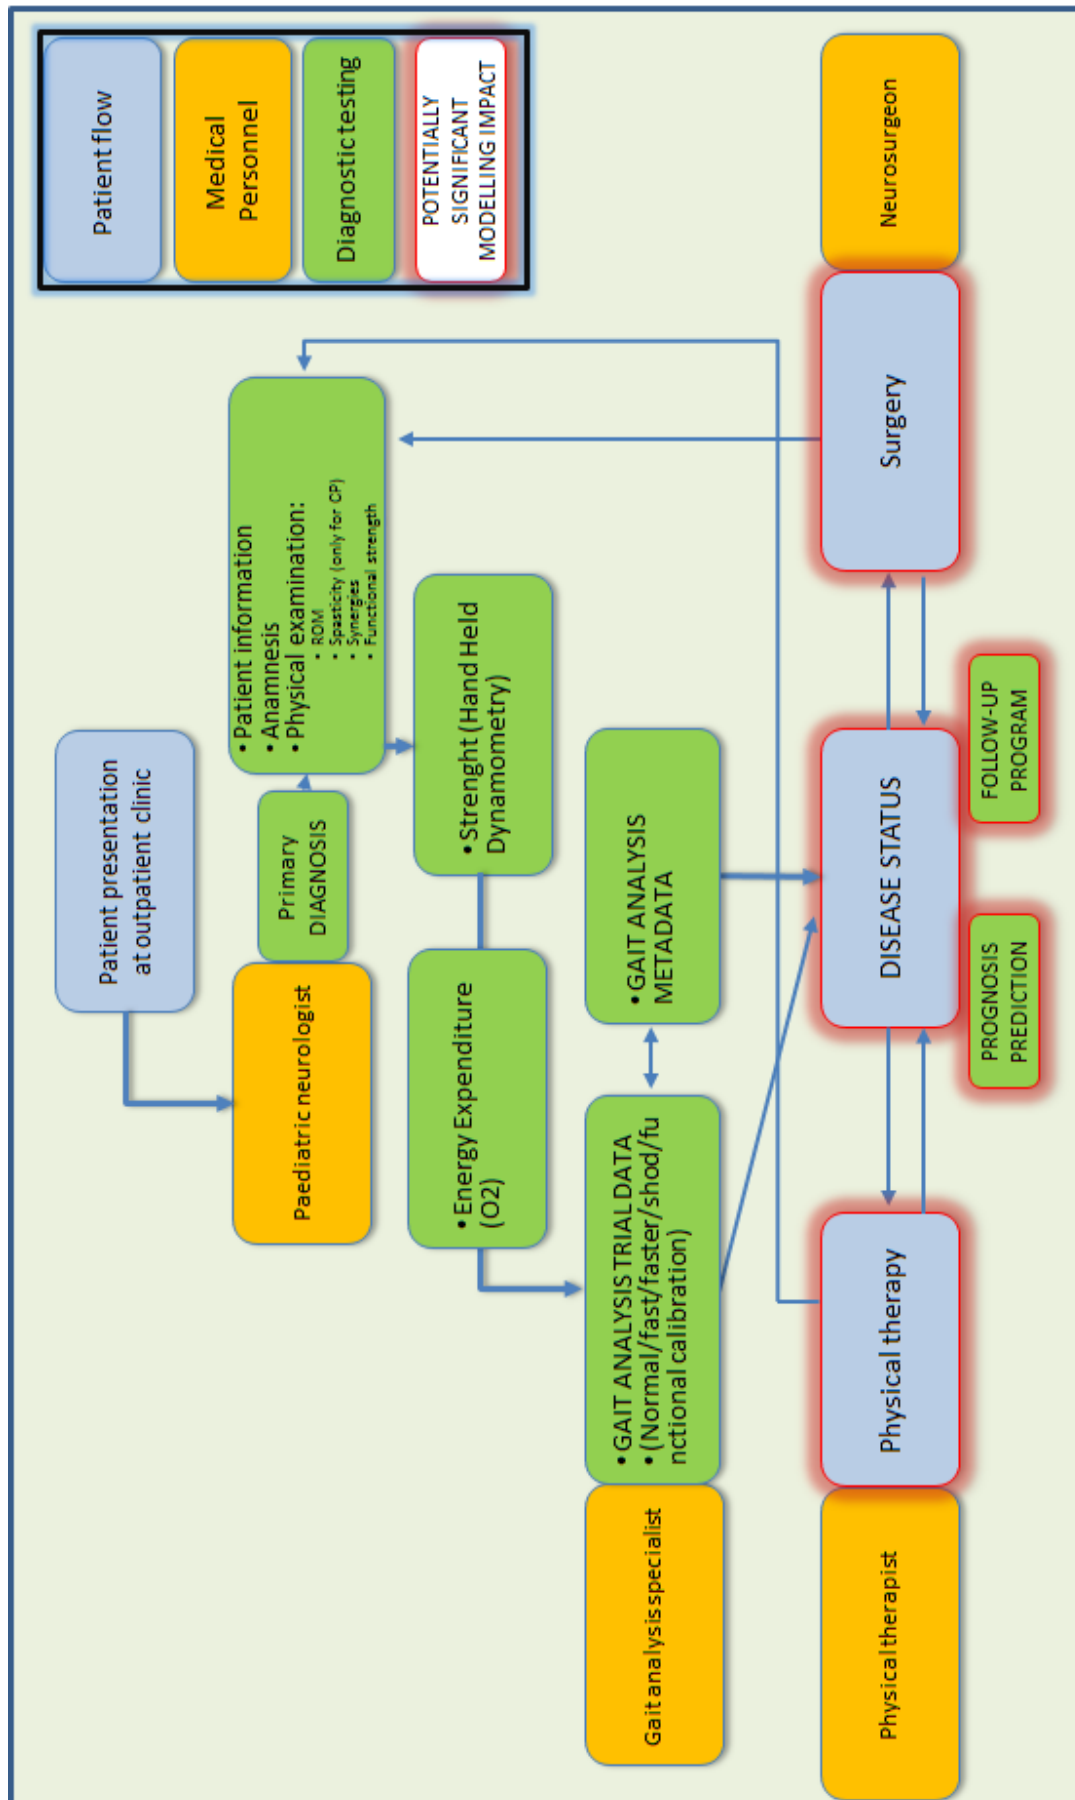 Patient presentation
at outpatient clinic
Patient flow
Medical
Personnel
Diagnostic testing
POTENTIALLY
SIGNIFICANT
MODELLING IMPACT
Paediatric neurologist
Primary
DIAGNOSIS
• Patient information
• Anamnesis
• Physical examination:
• ROM
• Spasticity (only for CP)
• Synergies
• Functional strength
• Energy Expenditure
(O2)
• Strenght (Hand Held
Dynamometry)
Gait analysis specialist
• GAIT ANALYSIS TRIAL DATA
• (Normal/fast/faster/shod/fu
nctional calibration)
• GAIT ANALYSIS
METADATA
Physical therapist
Physical therapy
DISEASE STATUS
Surgery
Neurosurgeon
PROGNOSIS
PREDICTION
FOLLOW-UP
PROGRAM